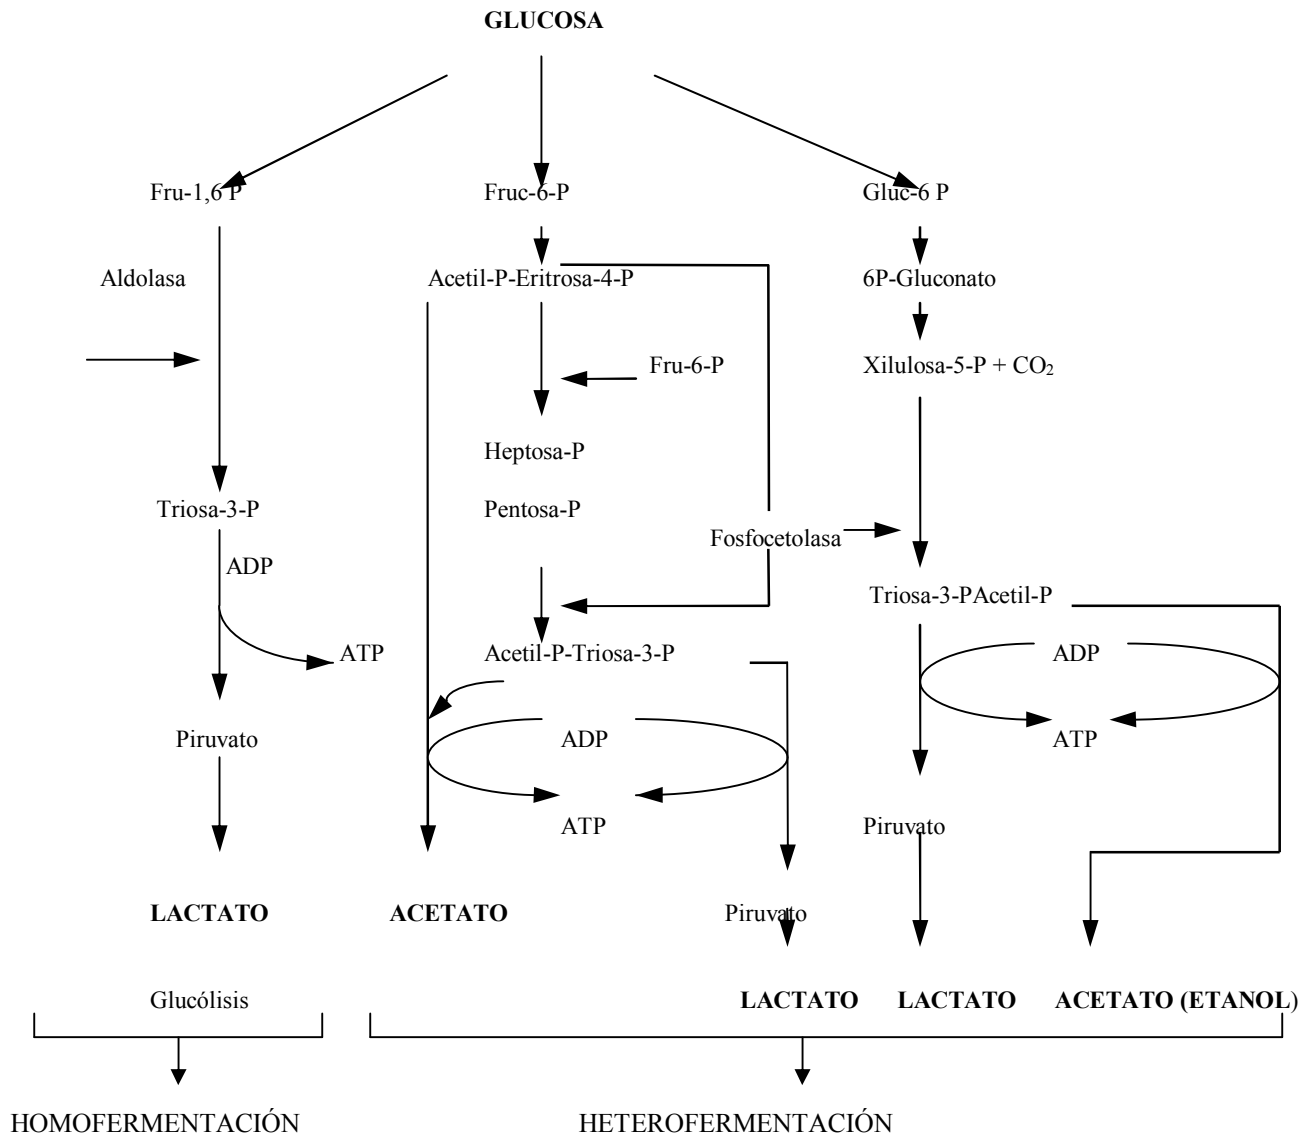 GLUCOSA
Fru-1,6 P
Fruc-6-P
Gluc-6 P
Aldolasa
Acetil-P-Eritrosa-4-P
6P-Gluconato
Fru-6-P
Xilulosa-5-P + CO₂
Heptosa-P
Triosa-3-P
Pentosa-P
Fosfocetolasa
ADP
Triosa-3-PAcetil-P
ATP
Acetil-P-Triosa-3-P
ADP
Piruvato
ADP
ATP
ATP
Piruvato
LACTATO
ACETATO
Piruvato
Glucólisis
LACTATO
LACTATO
ACETATO (ETANOL)
HOMOFERMENTACIÓN
HETEROFERMENTACIÓN